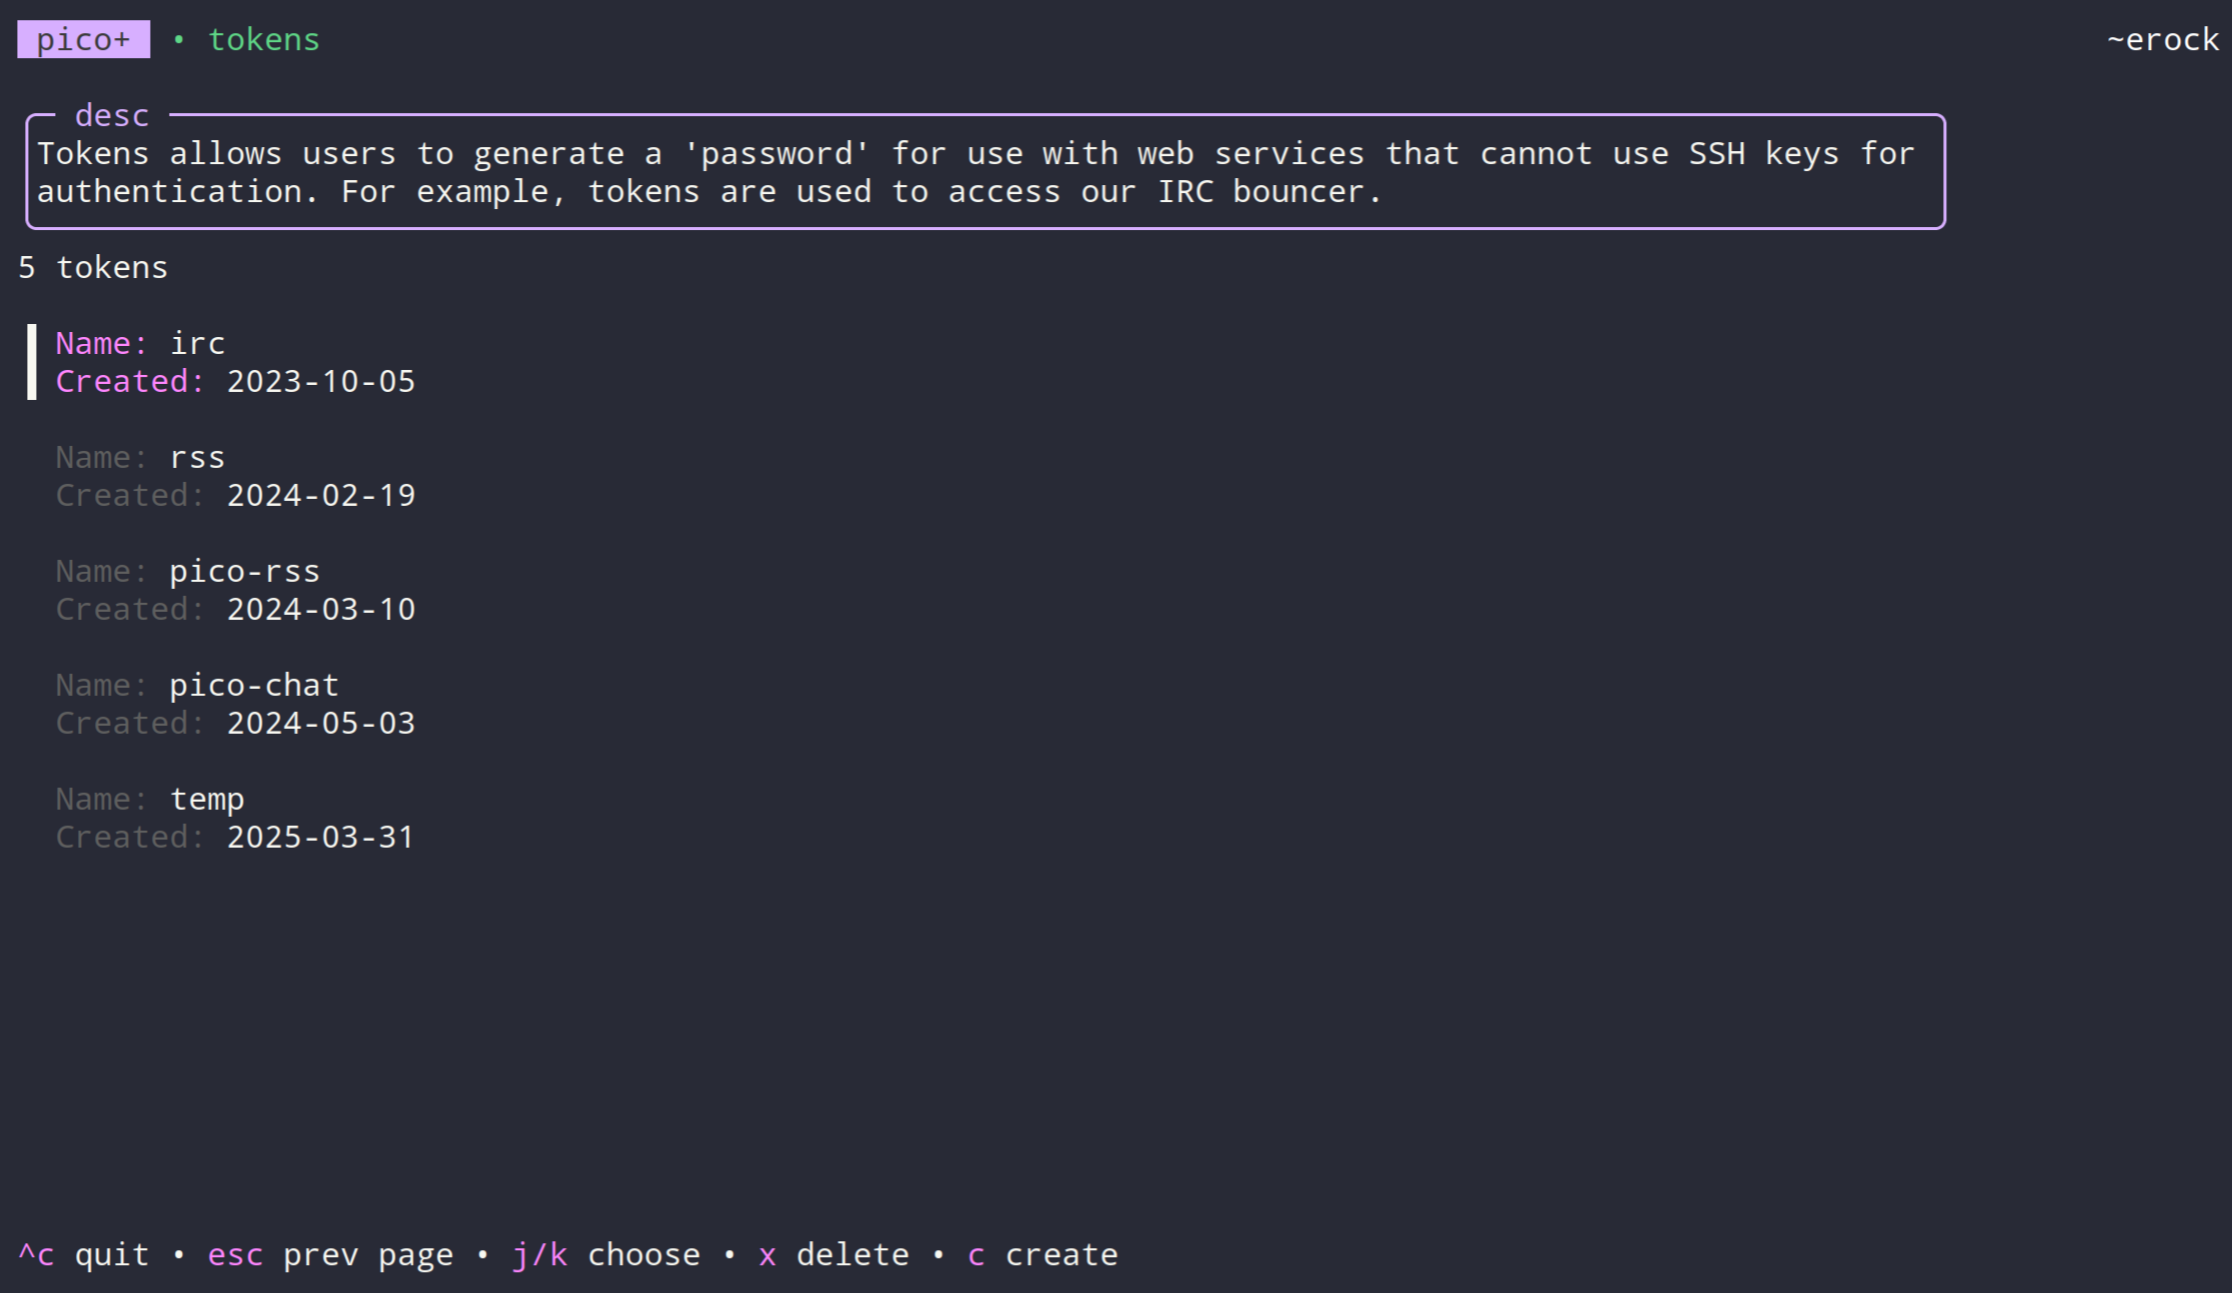 pico+ • tokens ~erock
desc
Tokens allows users to generate a 'password' for use with web services that cannot use SSH keys for
authentication. For example, tokens are used to access our IRC bouncer.
5 tokens
Name: irc
Created: 2023-10-05
Name: rss
Created: 2024-02-19
Name: pico-rss
Created: 2024-03-10
Name: pico-chat
Created: 2024-05-03
Name: temp
Created: 2025-03-31
^c quit • esc prev page • j/k choose • x delete • c create